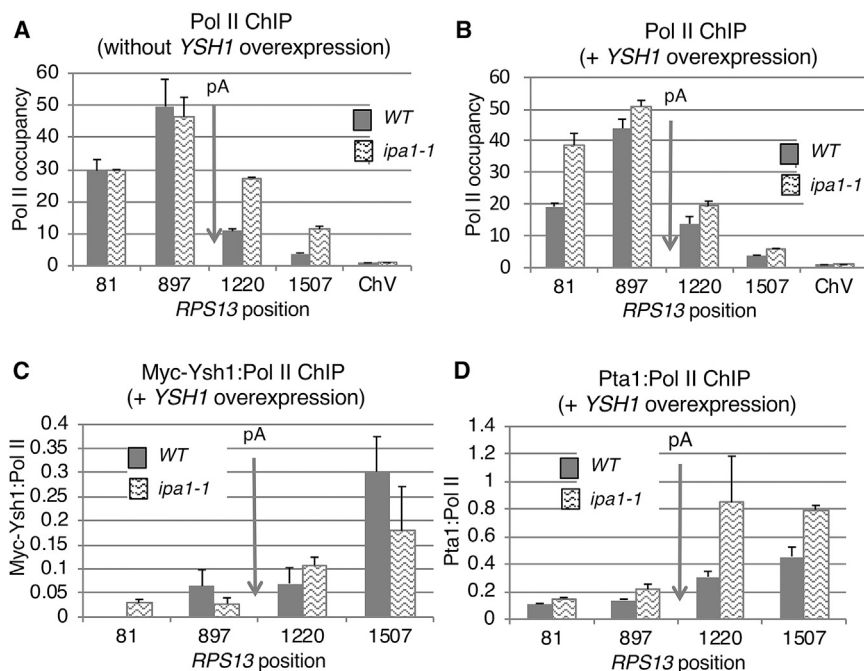 A
Pol II ChIP
(without YSH1 overexpression)
Pol II occupancy
60
50
40
30
20
10
0
pA
WT
ipa1-1
81 897 1220 1507 ChV
RPS13 position
B
Pol II ChIP
(+ YSH1 overexpression)
Pol II occupancy
60
50
40
30
20
10
0
pA
WT
ipa1-1
81 897 1220 1507 ChV
RPS13 position
C
Myc-Ysh1:Pol II ChIP
(+ YSH1 overexpression)
Myc-Ysh1:Pol II
0.4
0.35
0.3
0.25
0.2
0.15
0.1
0.05
0
pA
WT
ipa1-1
81 897 1220 1507
RPS13 position
D
Pta1:Pol II ChIP
(+ YSH1 overexpression)
Pta1:Pol II
1.4
1.2
1
0.8
0.6
0.4
0.2
0
pA
WT
ipa1-1
81 897 1220 1507
RPS13 position